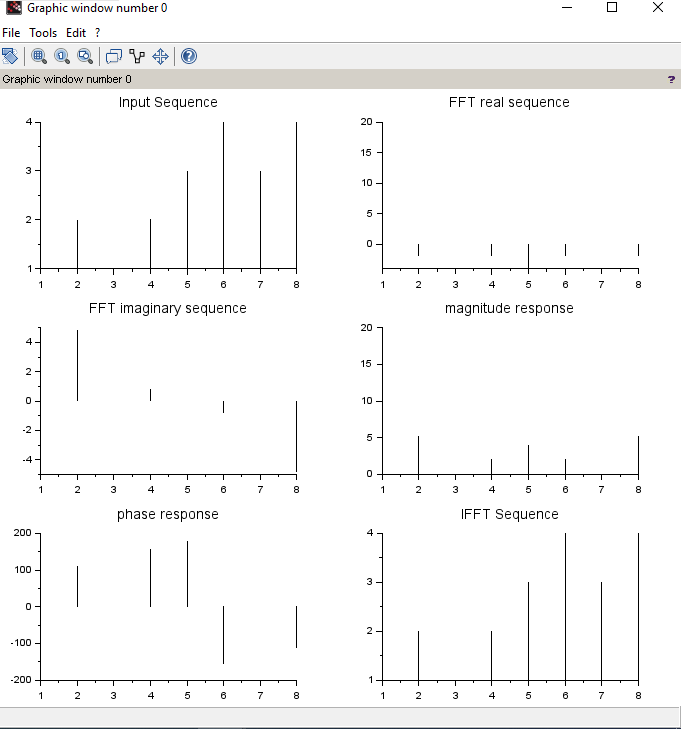 Graphic window number 0
File Tools Edit ?
Graphic window number 0 ?
Input Sequence
4
3
2
1
1 2 3 4 5 6 7 8
FFT real sequence
20
15
10
5
0
1 2 3 4 5 6 7 8
FFT imaginary sequence
4
2
0
-2
-4
1 2 3 4 5 6 7 8
magnitude response
20
15
10
5
0
1 2 3 4 5 6 7 8
phase response
200
100
0
-100
-200
1 2 3 4 5 6 7 8
IFFT Sequence
4
3
2
1
1 2 3 4 5 6 7 8